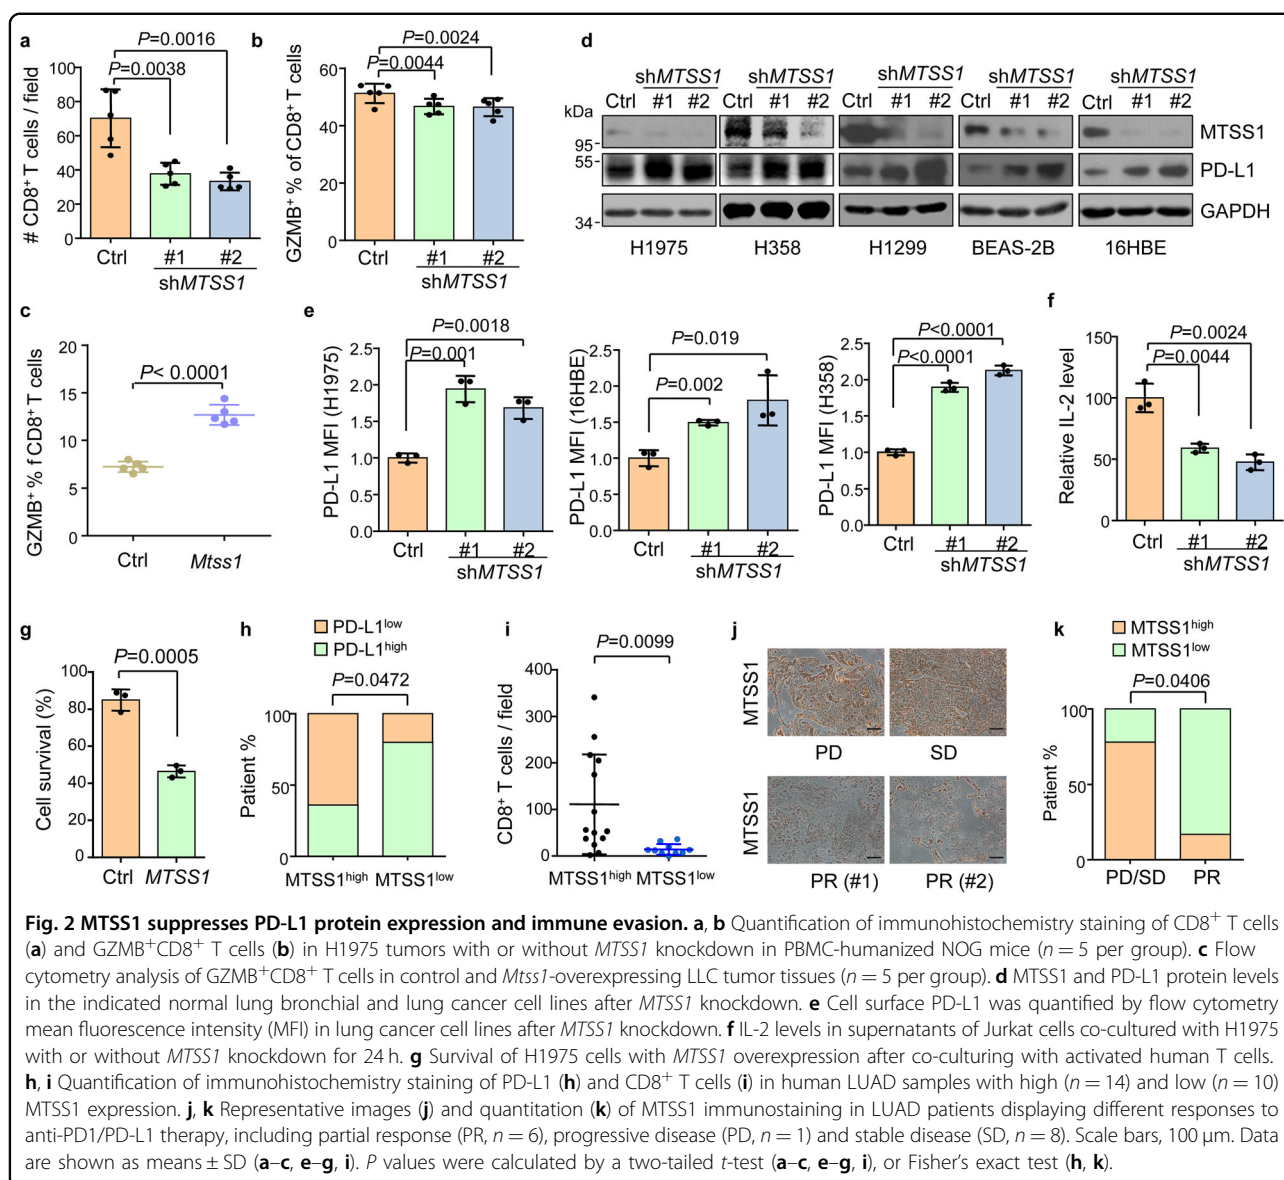 a
P=0.0016
P=0.0038
# CD8+ T cells / field
100
80
60
40
20
0
Ctrl #1 #2
shMTSS1
b
P=0.0024
P=0.0044
GZMB+ % of CD8+ T cells
60
40
20
0
Ctrl #1 #2
shMTSS1
d
shMTSS1 shMTSS1 shMTSS1 shMTSS1 shMTSS1
Ctrl #1 #2 Ctrl #1 #2 Ctrl #1 #2 Ctrl #1 #2 Ctrl #1 #2
kDa
95- MTSS1
55- PD-L1
34- GAPDH
H1975 H358 H1299 BEAS-2B 16HBE
c
GZMB+ % f CD8+ T cells
20
15
10
5
0
P< 0.0001
Ctrl Mtss1
e
P=0.0018
P=0.001
PD-L1 MFI (H1975)
2.5
2.0
1.5
1.0
0.5
0.0
Ctrl #1 #2
shMTSS1
P=0.019
P=0.002
PD-L1 MFI (16HBE)
2.5
2.0
1.5
1.0
0.5
0.0
Ctrl #1 #2
shMTSS1
P<0.0001
P<0.0001
PD-L1 MFI (H358)
2.5
2.0
1.5
1.0
0.5
0.0
Ctrl #1 #2
shMTSS1
f
P=0.0024
P=0.0044
Relative IL-2 level
150
100
50
0
Ctrl #1 #2
shMTSS1
g
P=0.0005
Cell survival (%)
100
80
60
40
20
0
Ctrl MTSS1
h
PD-L1low
PD-L1high
P=0.0472
Patient %
100
50
0
MTSS1high MTSS1low
i
P=0.0099
CD8+ T cells / field
400
300
200
100
0
MTSS1high MTSS1low
j
MTSS1
PD SD
MTSS1
PR (#1) PR (#2)
k
MTSS1high
MTSS1low
P=0.0406
Patient %
100
50
0
PD/SD PR
Fig. 2 MTSS1 suppresses PD-L1 protein expression and immune evasion. a, b Quantification of immunohistochemistry staining of CD8+ T cells
(a) and GZMB+CD8+ T cells (b) in H1975 tumors with or without MTSS1 knockdown in PBMC-humanized NOG mice (n = 5 per group). c Flow
cytometry analysis of GZMB+CD8+ T cells in control and Mtss1-overexpressing LLC tumor tissues (n = 5 per group). d MTSS1 and PD-L1 protein levels
in the indicated normal lung bronchial and lung cancer cell lines after MTSS1 knockdown. e Cell surface PD-L1 was quantified by flow cytometry
mean fluorescence intensity (MFI) in lung cancer cell lines after MTSS1 knockdown. f IL-2 levels in supernatants of Jurkat cells co-cultured with H1975
with or without MTSS1 knockdown for 24 h. g Survival of H1975 cells with MTSS1 overexpression after co-culturing with activated human T cells.
h, i Quantification of immunohistochemistry staining of PD-L1 (h) and CD8+ T cells (i) in human LUAD samples with high (n = 14) and low (n = 10)
MTSS1 expression. j, k Representative images (j) and quantitation (k) of MTSS1 immunostaining in LUAD patients displaying different responses to
anti-PD1/PD-L1 therapy, including partial response (PR, n = 6), progressive disease (PD, n = 1) and stable disease (SD, n = 8). Scale bars, 100 μm. Data
are shown as means ± SD (a–c, e–g, i). P values were calculated by a two-tailed t-test (a–c, e–g, i), or Fisher's exact test (h, k).